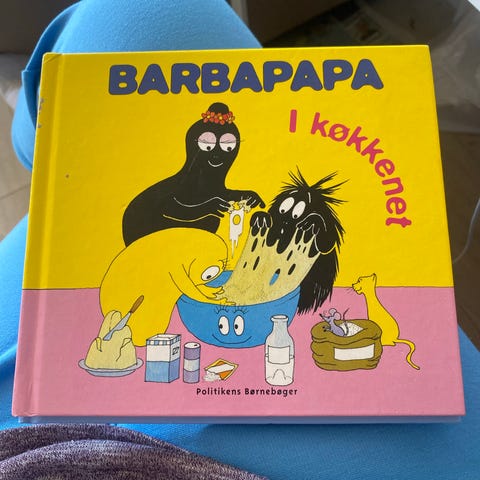 BARBAPAPA
I køkkenet
Politikens Børnebøger